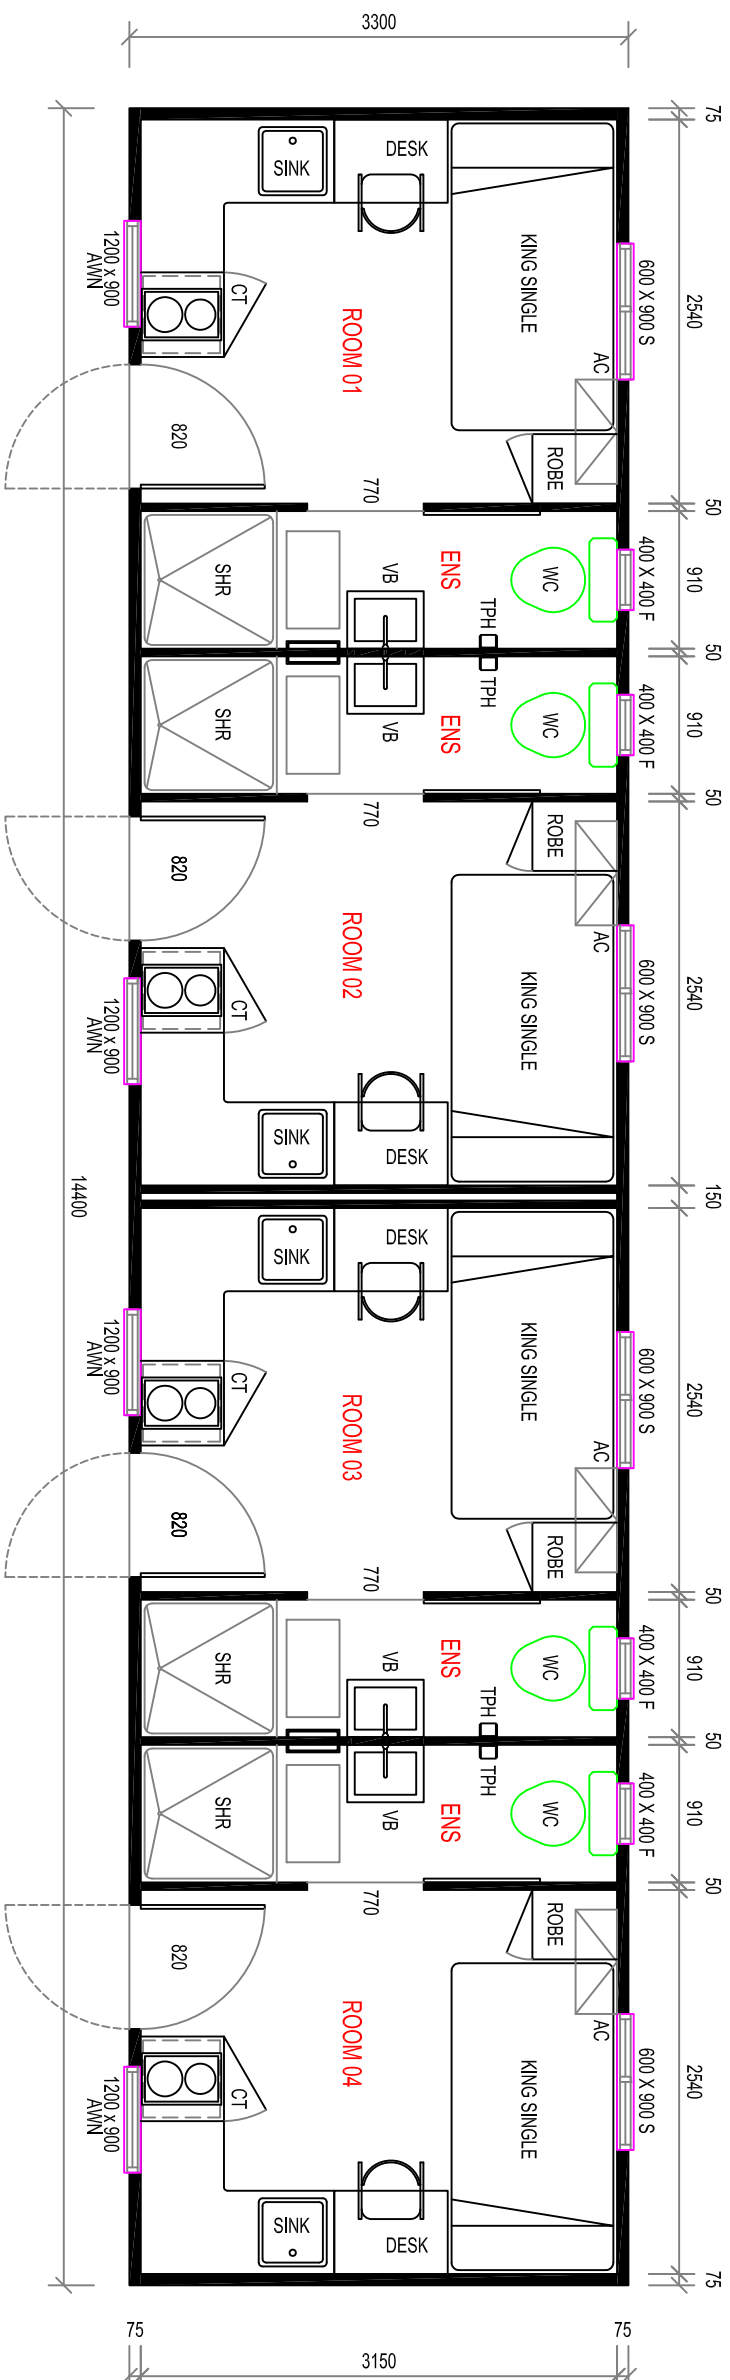 3300
75
2540
50
910
50
910
50
2540
150
2540
50
910
50
910
50
2540
75
600 X 900 S
400 X 400 F
400 X 400 F
600 X 900 S
600 X 900 S
400 X 400 F
400 X 400 F
600 X 900 S
SINK
DESK
KING SINGLE
AC
ROBE
ROOM 01
CT
1200 x 900
AWN
820
770
SHR
VB
ENS
TPH
WC
SHR
VB
ENS
TPH
WC
770
820
ROBE
AC
ROOM 02
KING SINGLE
CT
1200 x 900
AWN
SINK
DESK
14400
SINK
DESK
KING SINGLE
AC
ROBE
ROOM 03
CT
1200 x 900
AWN
820
770
SHR
VB
ENS
TPH
WC
SHR
VB
ENS
TPH
WC
770
820
ROBE
AC
ROOM 04
KING SINGLE
CT
1200 x 900
AWN
SINK
DESK
75
3150
75